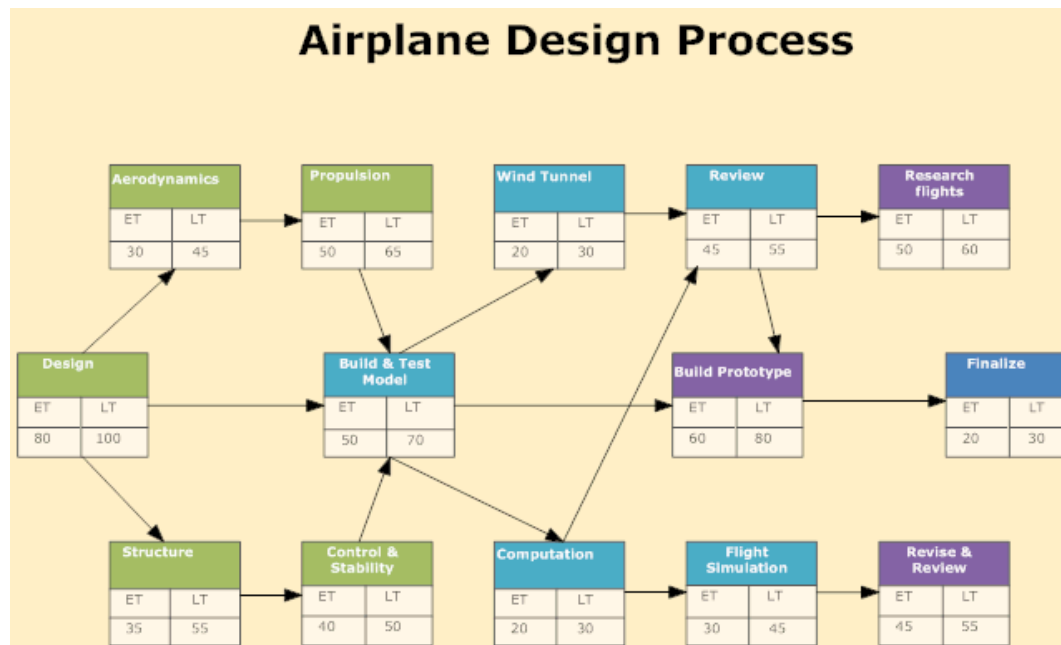 Airplane Design Process
Aerodynamics
ET LT
30 45
Propulsion
ET LT
50 65
Wind Tunnel
ET LT
20 30
Review
ET LT
45 55
Research
flights
ET LT
50 60
Design
ET LT
80 100
Build & Test
Model
ET LT
50 70
Build Prototype
ET LT
60 80
Finalize
ET LT
20 30
Structure
ET LT
35 55
Control &
Stability
ET LT
40 50
Computation
ET LT
20 30
Flight
Simulation
ET LT
30 45
Revise &
Review
ET LT
45 55